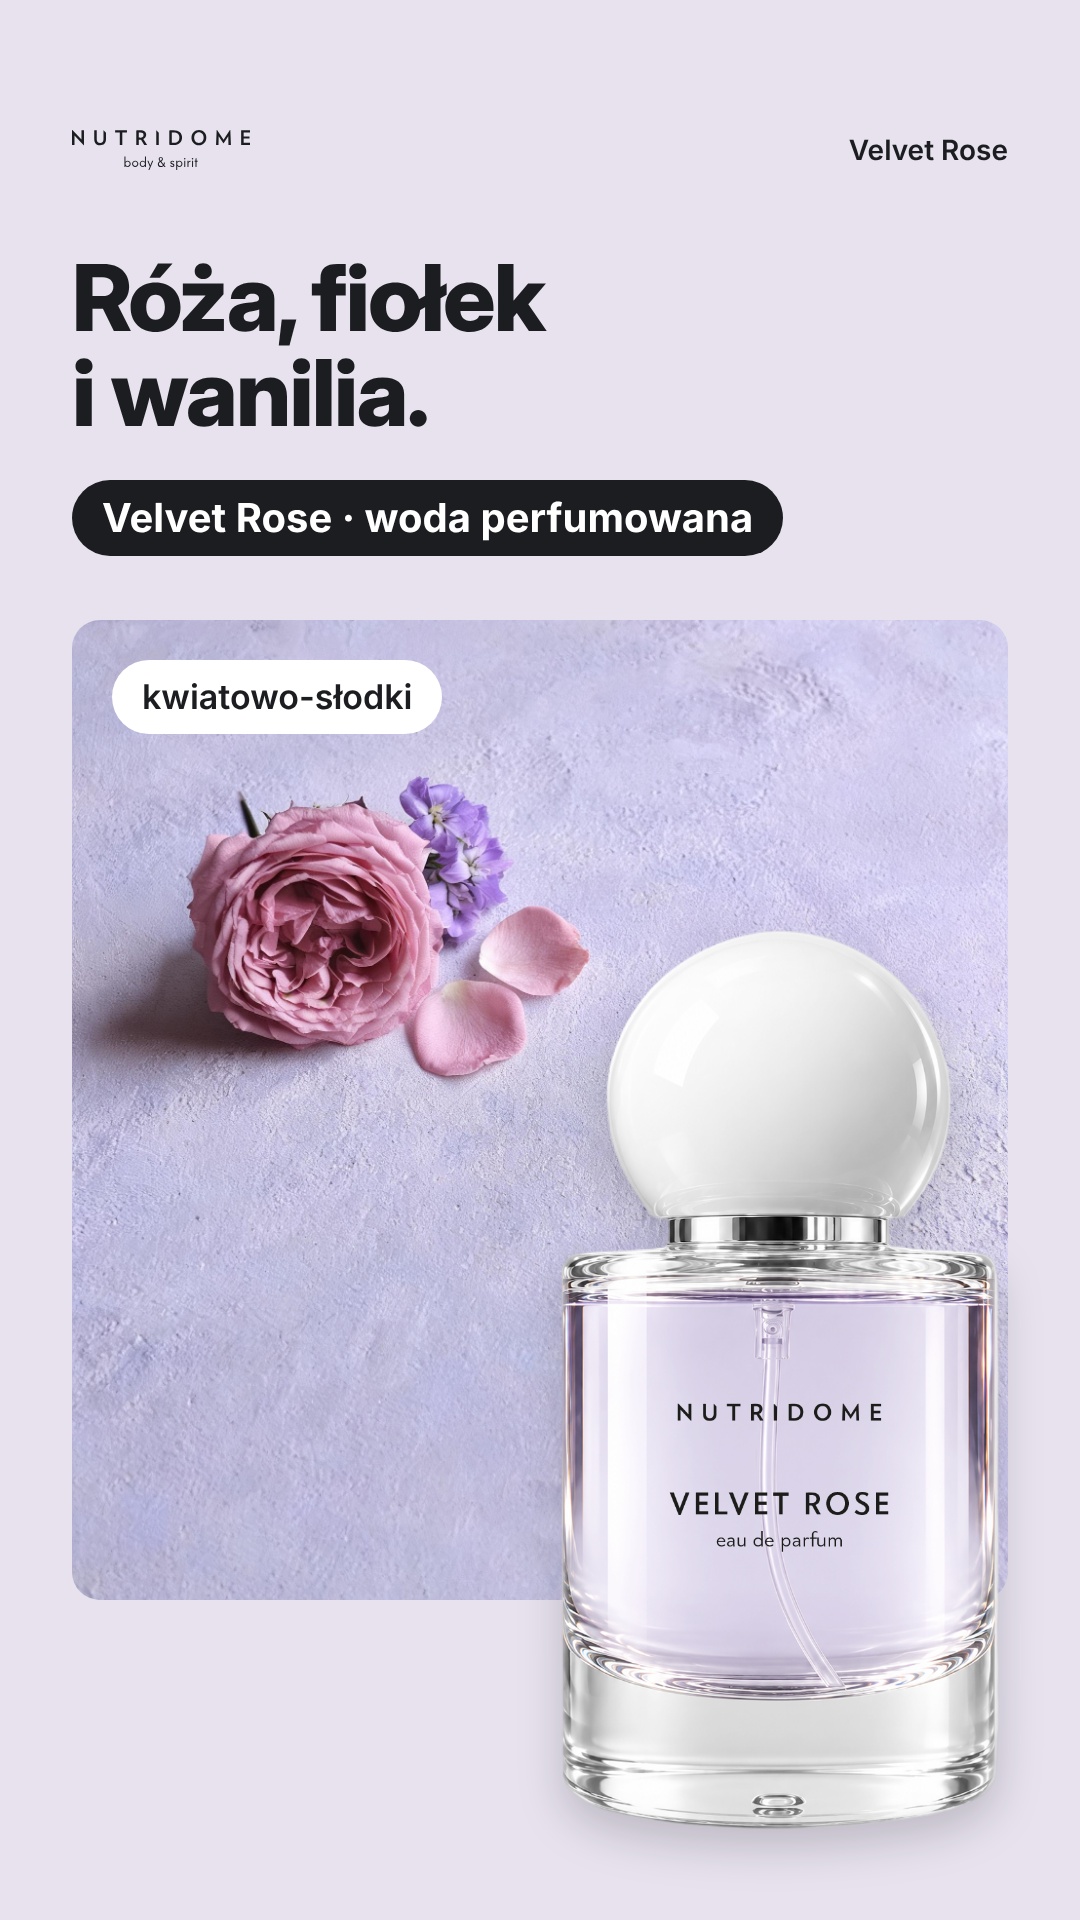 NUTRIDOME
body & spirit
Velvet Rose
Róża, fiołek
i wanilia.
Velvet Rose · woda perfumowana
kwiatowo-słodki
NUTRIDOME
VELVET ROSE
eau de parfum